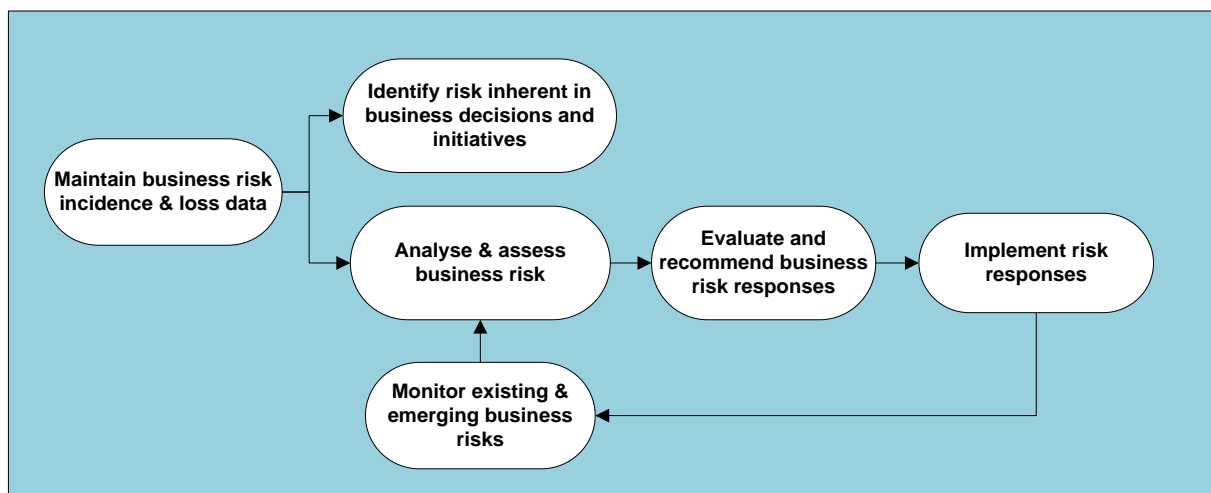 Identify risk inherent in
business decisions and
initiatives
Maintain business risk
incidence & loss data
Analyse & assess
business risk
Evaluate and
recommend business
risk responses
Implement risk
responses
Monitor existing &
emerging business
risks